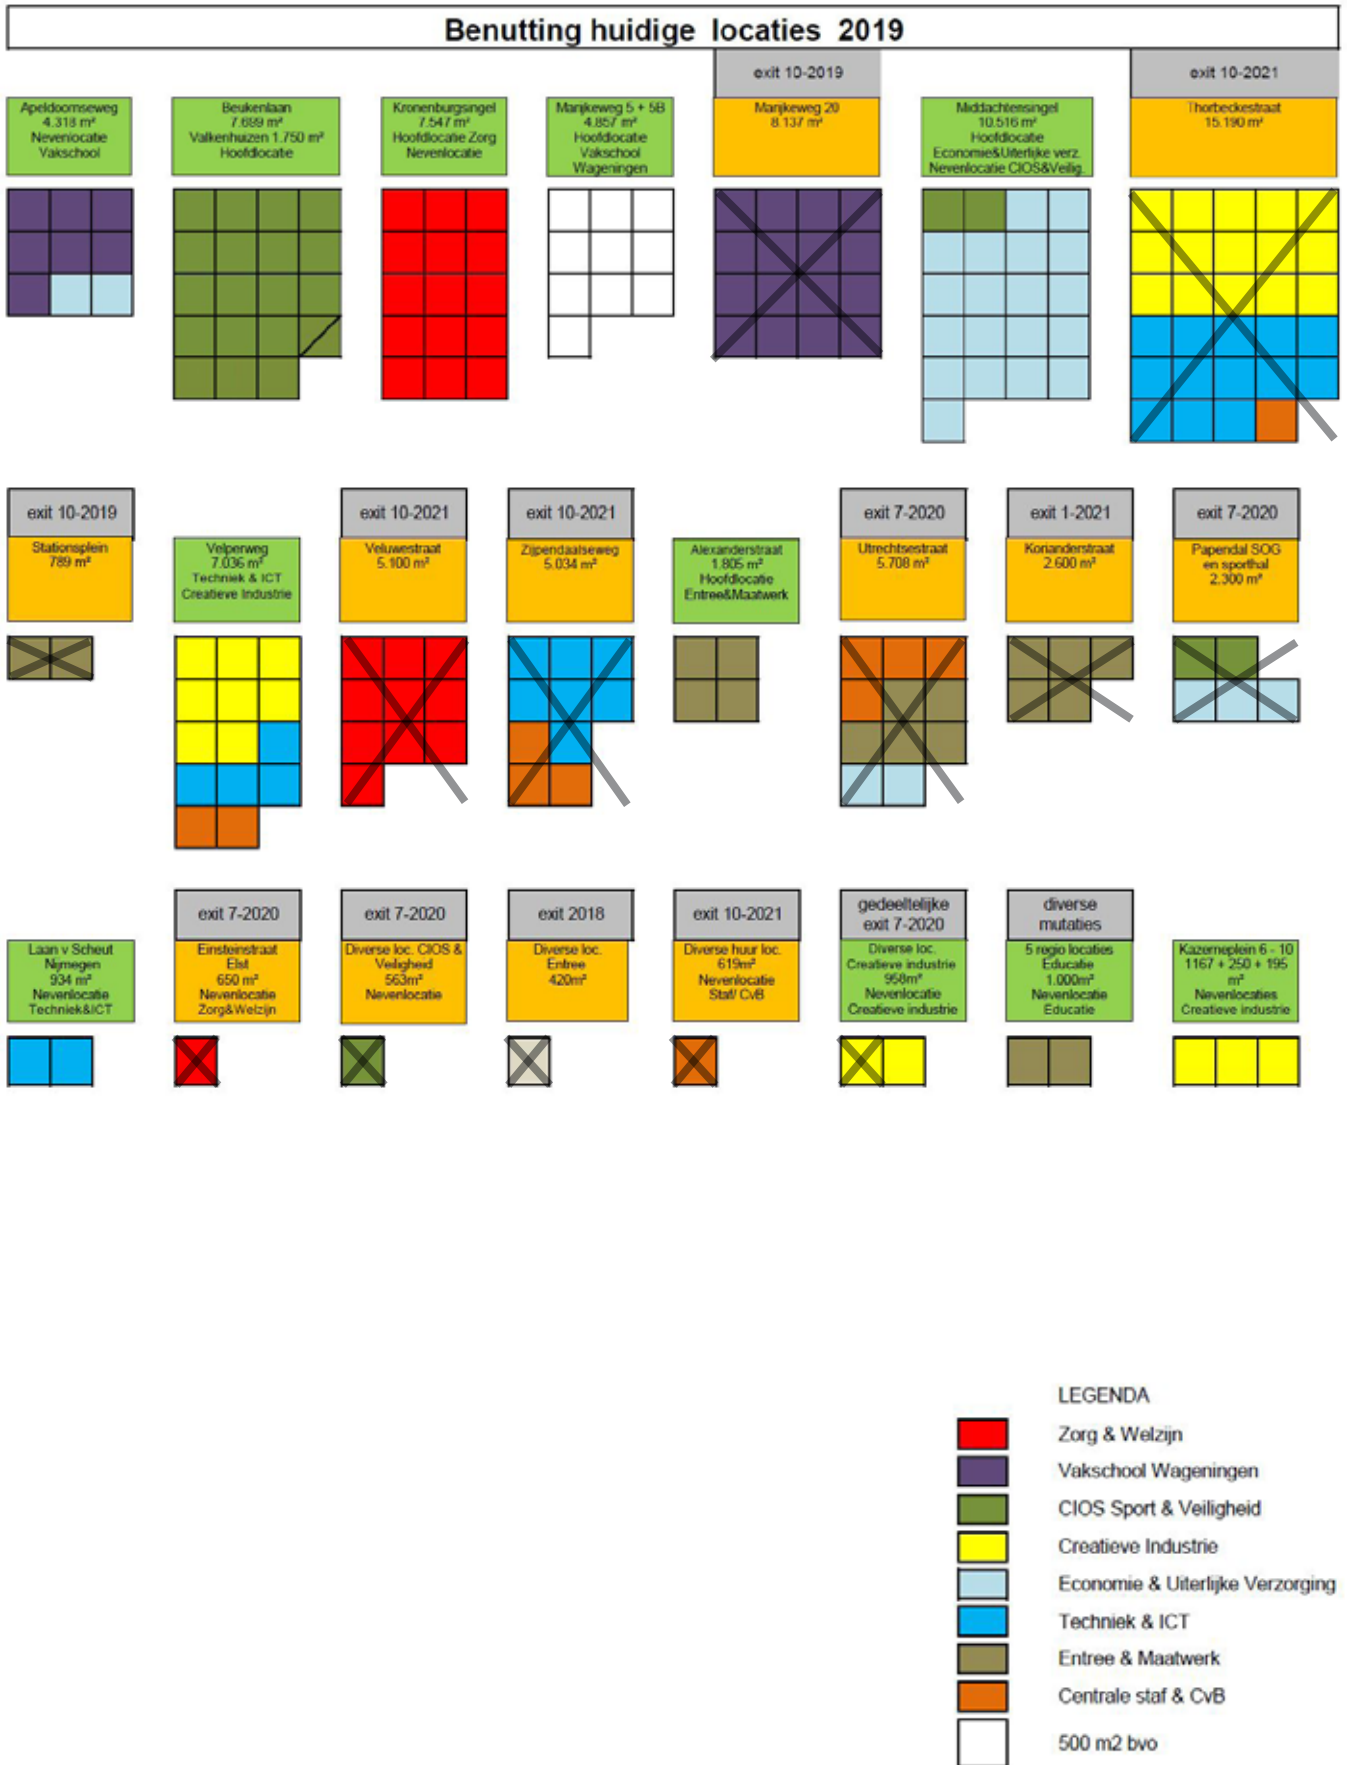 Benutting huidige locaties 2019
exit 10-2019
exit 10-2021
Apeldoornseweg
4.318 m²
Nevenlocatie
Vakschool
Beukenlaan
7.689 m²
Valkenhuizen 1.750 m²
Hoofdlocatie
Kronenburgsingel
7.547 m²
Hoofdlocatie Zorg
Nevenlocatie
Marijkeweg 5 + 5B
4.857 m²
Hoofdlocatie
Vakschool
Wageningen
Marijkeweg 20
8.137 m²
Middachtensingel
10.516 m²
Hoofdlocatie
Economie&Uiterlijke verz.
Nevenlocatie CIOS&Veilig.
Thorbeckestraat
15.190 m²
exit 10-2019
Stationsplein
789 m²
Velperweg
7.036 m²
Techniek & ICT
Creatieve Industrie
exit 10-2021
Veluwestraat
5.100 m²
exit 10-2021
Zijpendaalseweg
5.034 m²
Alexanderstraat
1.805 m²
Hoofdlocatie
Entree&Maatwerk
exit 7-2020
Utrechtsestraat
5.708 m²
exit 1-2021
Korianderstraat
2.600 m²
exit 7-2020
Papendal SOG
en sporthal
2.300 m²
Laan v Scheut
Nijmegen
934 m²
Nevenlocatie
Techniek&ICT
exit 7-2020
Einsteinstraat
Elst
650 m²
Nevenlocatie
Zorg&Welzijn
exit 7-2020
Diverse loc. CIOS &
Veiligheid
563m²
Nevenlocatie
exit 2018
Diverse loc.
Entree
420m²
exit 10-2021
Diverse huur loc.
619m²
Nevenlocatie
Staf/ CvB
gedeeltelijke
exit 7-2020
Diverse loc.
Creatieve industrie
958m²
Nevenlocatie
Creatieve industrie
diverse
mutaties
5 regio locaties
Educatie
1.000m²
Nevenlocatie
Educatie
Kazerneplein 6 - 10
1167 + 250 + 195
m²
Nevenlocaties
Creatieve industrie
LEGENDA
Zorg & Welzijn
Vakschool Wageningen
CIOS Sport & Veiligheid
Creatieve Industrie
Economie & Uiterlijke Verzorging
Techniek & ICT
Entree & Maatwerk
Centrale staf & CvB
500 m2 bvo